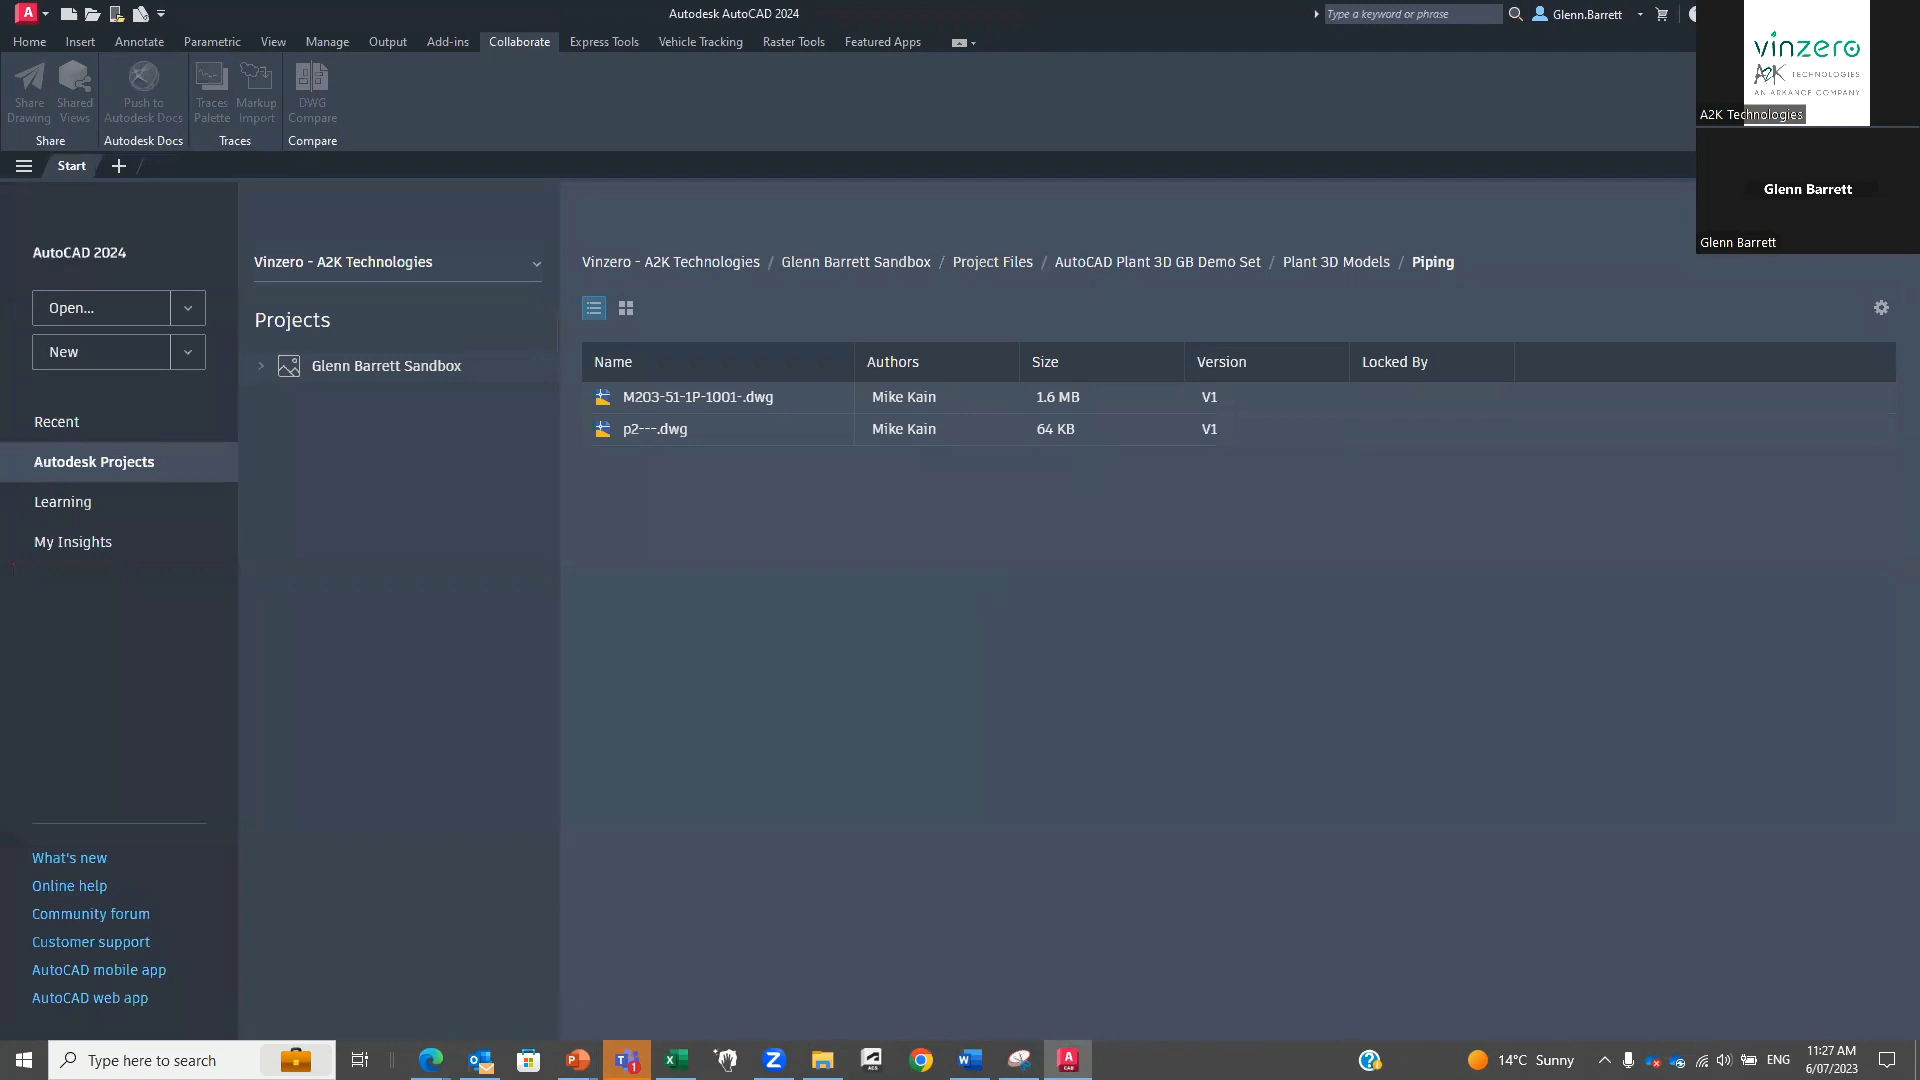 Autodesk AutoCAD 2024
Type a keyword or phrase
Glenn.Barrett
Home Insert Annotate Parametric View Manage Output Add-ins Collaborate Express Tools Vehicle Tracking Raster Tools Featured Apps
Share Drawing
Shared Views
Push to Autodesk Docs
Traces Palette
Markup Import
DWG Compare
Share Autodesk Docs Traces Compare
Start
AutoCAD 2024
Open...
New
Recent
Autodesk Projects
Learning
My Insights
What's new
Online help
Community forum
Customer support
AutoCAD mobile app
AutoCAD web app
Vinzero - A2K Technologies
Projects
Glenn Barrett Sandbox
Vinzero - A2K Technologies / Glenn Barrett Sandbox / Project Files / AutoCAD Plant 3D GB Demo Set / Plant 3D Models / Piping
Name Authors Size Version Locked By
M203-51-1P-1001-.dwg Mike Kain 1.6 MB V1
p2---.dwg Mike Kain 64 KB V1
vinzero
A2K TECHNOLOGIES
AN ARKANCE COMPANY
A2K Technologies
Glenn Barrett
Glenn Barrett
Type here to search
14°C Sunny
ENG
11:27 AM
6/07/2023